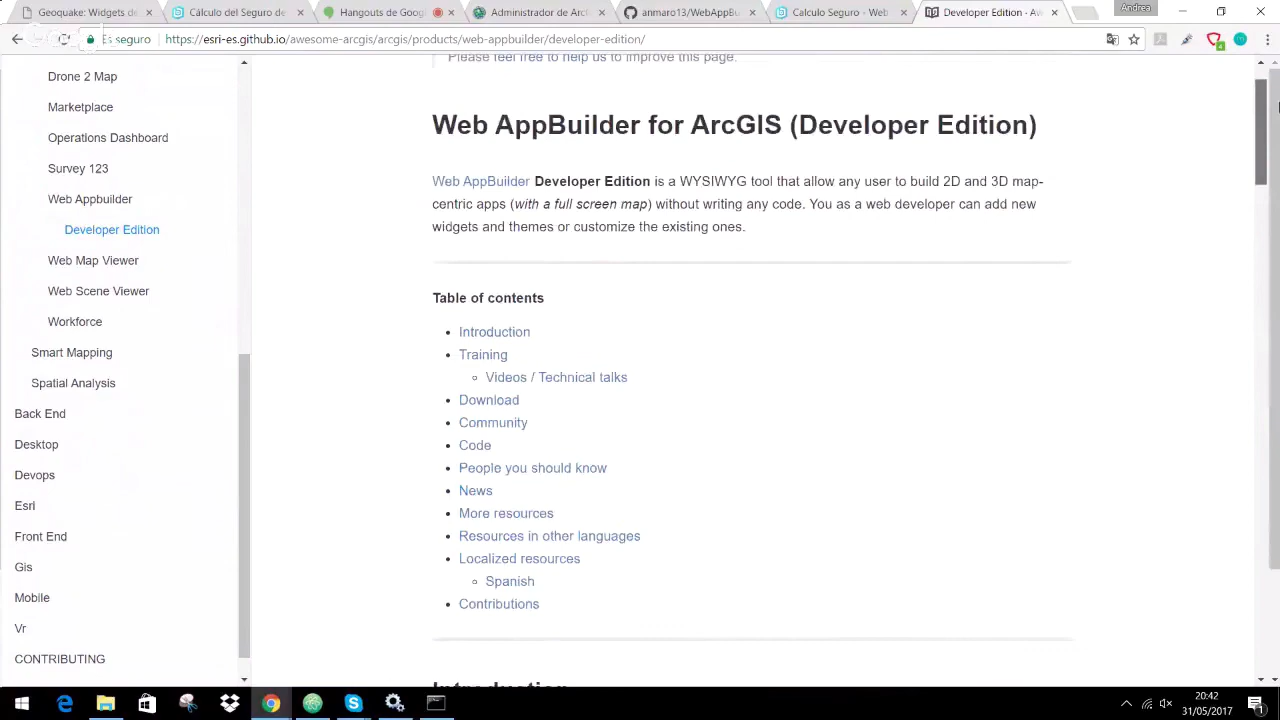 Geoquake: Widgets de
Cálculo Seguro de
Hangouts de Goog
Administrador de Arc
anmaro13/WebAppBu
Calculo Seguro - Web
Developer Edition - Aw
Andrea
Es seguro
https://esri-es.github.io/awesome-arcgis/arcgis/products/web-appbuilder/developer-edition/
Drone 2 Map
Marketplace
Operations Dashboard
Survey 123
Web Appbuilder
Developer Edition
Web Map Viewer
Web Scene Viewer
Workforce
Smart Mapping
Spatial Analysis
Back End
Desktop
Devops
Esri
Front End
Gis
Mobile
Vr
CONTRIBUTING
Please feel free to help us to improve this page.
Web AppBuilder for ArcGIS (Developer Edition)
Web AppBuilder Developer Edition is a WYSIWYG tool that allow any user to build 2D and 3D map-
centric apps (with a full screen map) without writing any code. You as a web developer can add new
widgets and themes or customize the existing ones.
Table of contents
Introduction
Training
Videos / Technical talks
Download
Community
Code
People you should know
News
More resources
Resources in other languages
Localized resources
Spanish
Contributions
Introduction
20:42
31/05/2017